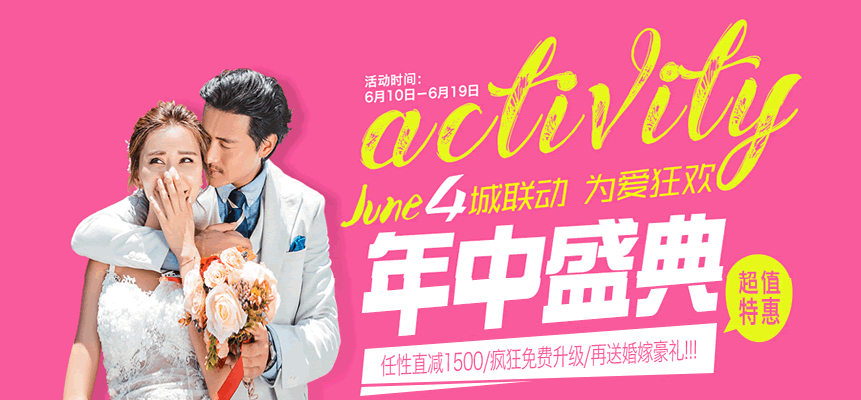 活动时间：
6月10日－6月19日
activity
June 4城联动 为爱狂欢
年中盛典
超值
特惠
任性直减1500/疯狂免费升级/再送婚嫁豪礼!!!